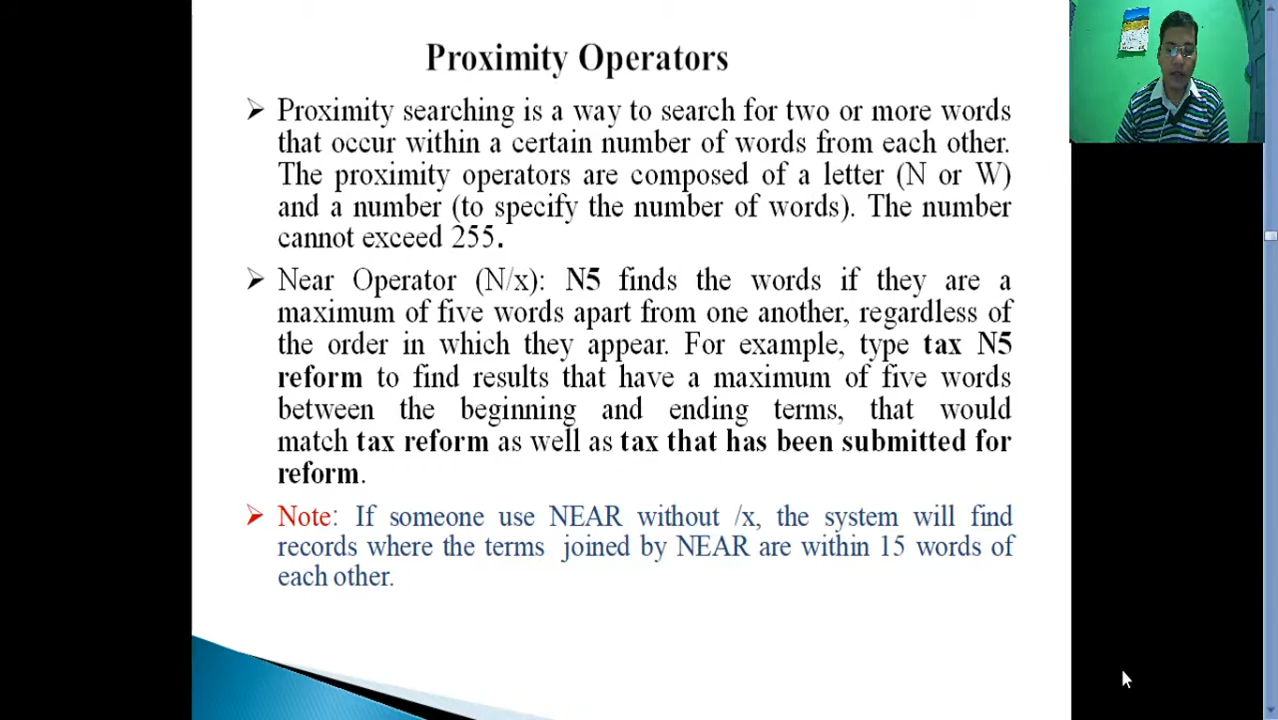 Proximity Operators
Proximity searching is a way to search for two or more words
that occur within a certain number of words from each other.
The proximity operators are composed of a letter (N or W)
and a number (to specify the number of words). The number
cannot exceed 255.
Near Operator (N/x): N5 finds the words if they are a
maximum of five words apart from one another, regardless of
the order in which they appear. For example, type tax N5
reform to find results that have a maximum of five words
between the beginning and ending terms, that would
match tax reform as well as tax that has been submitted for
reform.
Note: If someone use NEAR without /x, the system will find
records where the terms joined by NEAR are within 15 words of
each other.